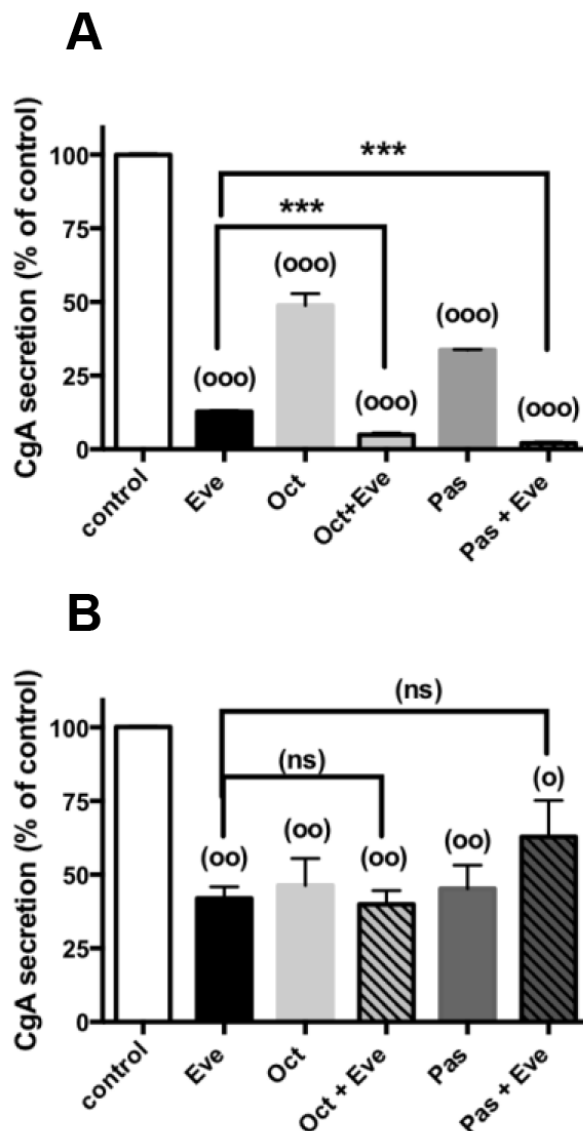 A
CgA secretion (% of control)
100
75
50
25
0
***
***
(ooo)
(ooo)
(ooo)
(ooo)
(ooo)
control
Eve
Oct
Oct+Eve
Pas
Pas + Eve
B
CgA secretion (% of control)
100
75
50
25
0
(ns)
(ns)
(oo)
(oo)
(oo)
(oo)
(o)
control
Eve
Oct
Oct + Eve
Pas
Pas + Eve